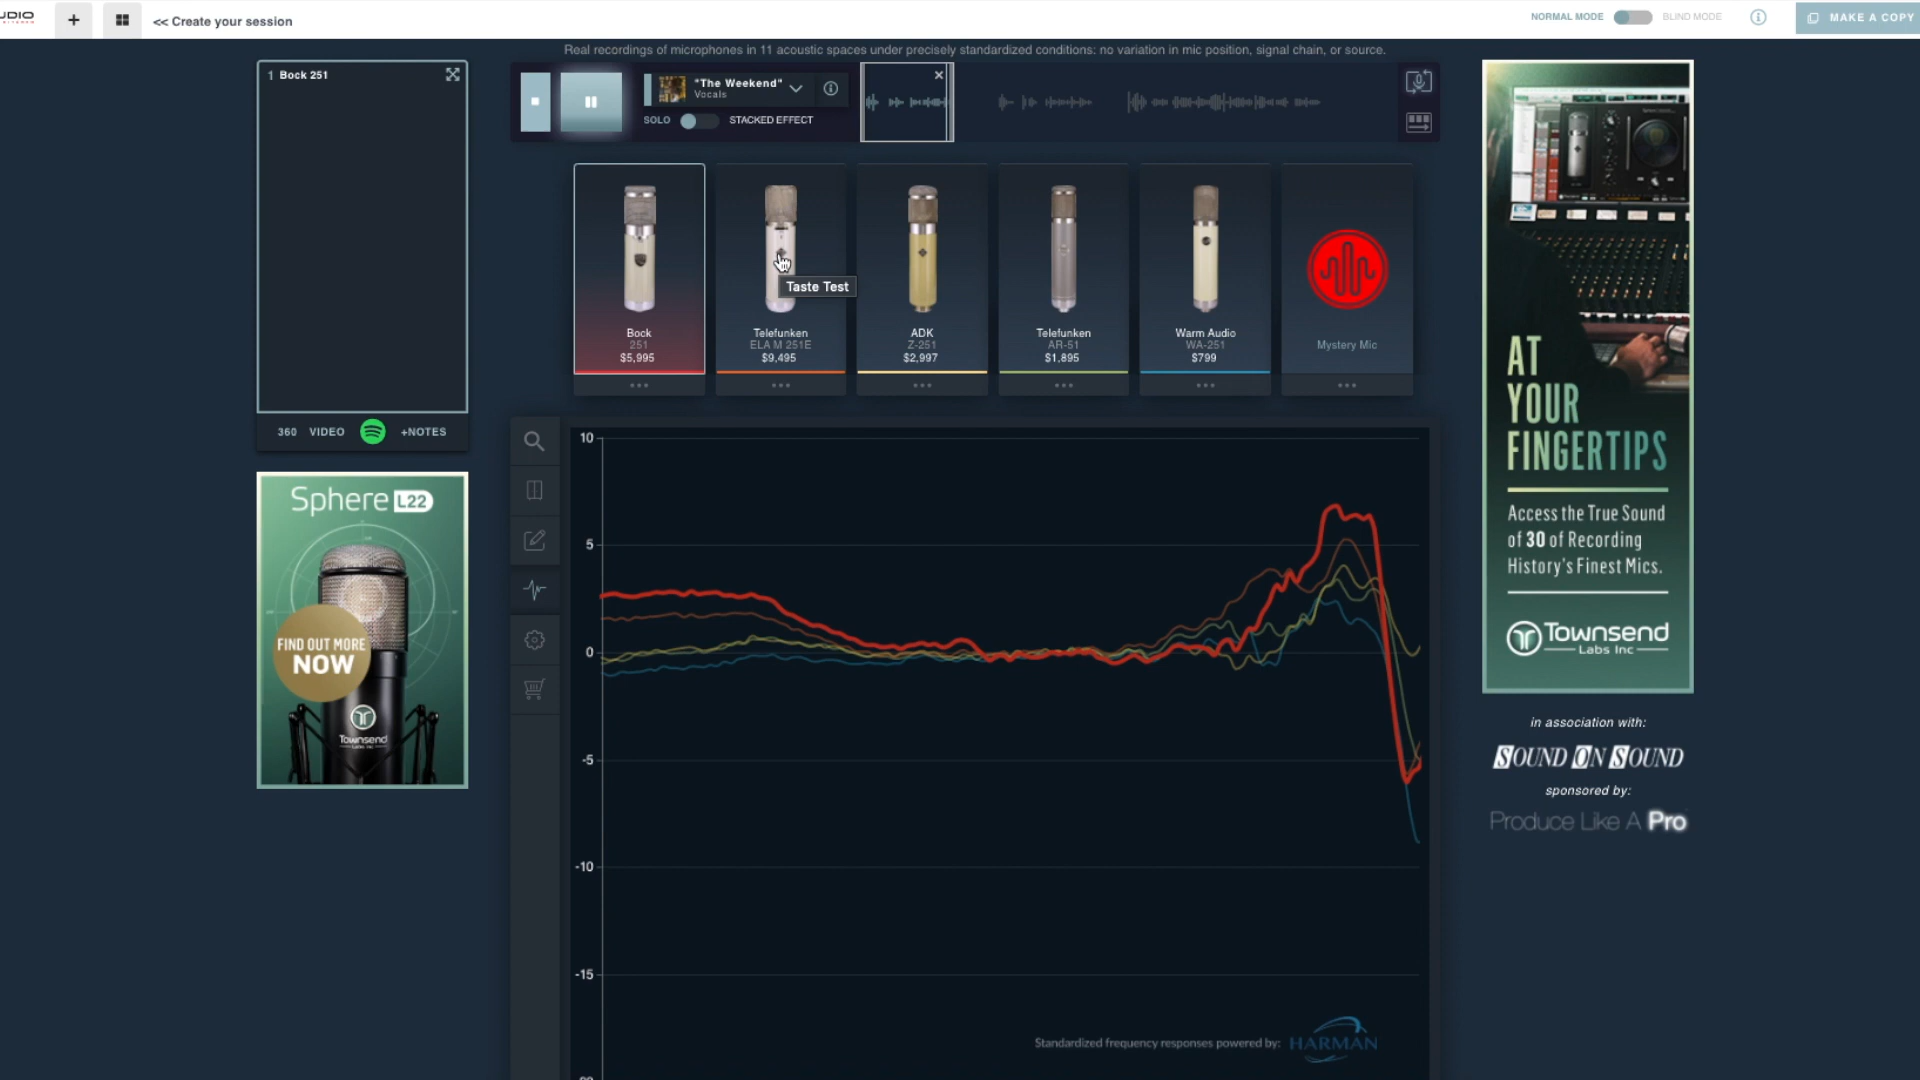 << Create your session
NORMAL MODE
BLIND MODE
MAKE A COPY
Real recordings of microphones in 11 acoustic spaces under precisely standardized conditions: no variation in mic position, signal chain, or source.
1 Bock 251
"The Weekend"
Vocals
SOLO
STACKED EFFECT
Taste Test
Bock
251
$5,995
Telefunken
ELA M 251E
$9,495
ADK
Z-251
$2,997
Telefunken
AR-51
$1,895
Warm Audio
WA-251
$799
Mystery Mic
360
VIDEO
+NOTES
Sphere L22
FIND OUT MORE
NOW
Townsend
Labs Inc
10
5
0
-5
-10
-15
Standardized frequency responses powered by:
HARMAN
AT
YOUR
FINGERTIPS
Access the True Sound
of 30 of Recording
History's Finest Mics.
Townsend
Labs Inc
in association with:
SOUND ON SOUND
sponsored by:
Produce Like A Pro